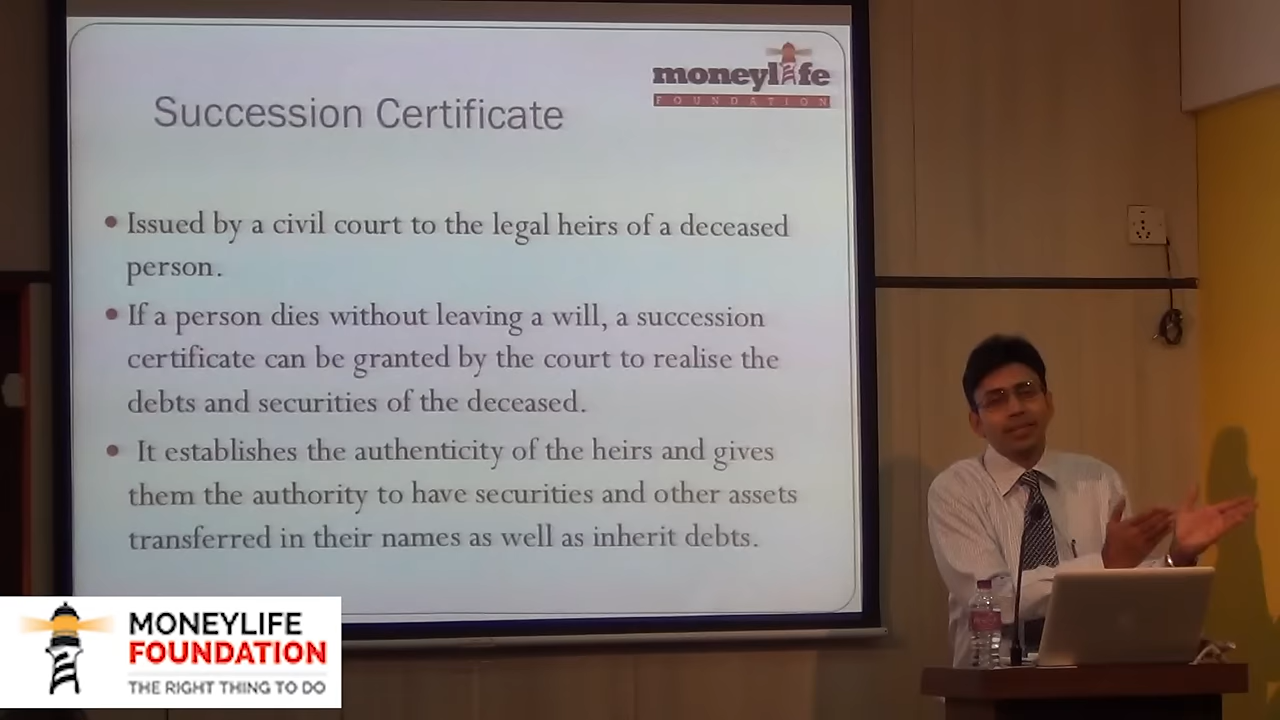 moneylife
FOUNDATION
Succession Certificate
• Issued by a civil court to the legal heirs of a deceased
person.
• If a person dies without leaving a will, a succession
certificate can be granted by the court to realise the
debts and securities of the deceased.
• It establishes the authenticity of the heirs and gives
them the authority to have securities and other assets
transferred in their names as well as inherit debts.
MONEYLIFE
FOUNDATION
THE RIGHT THING TO DO